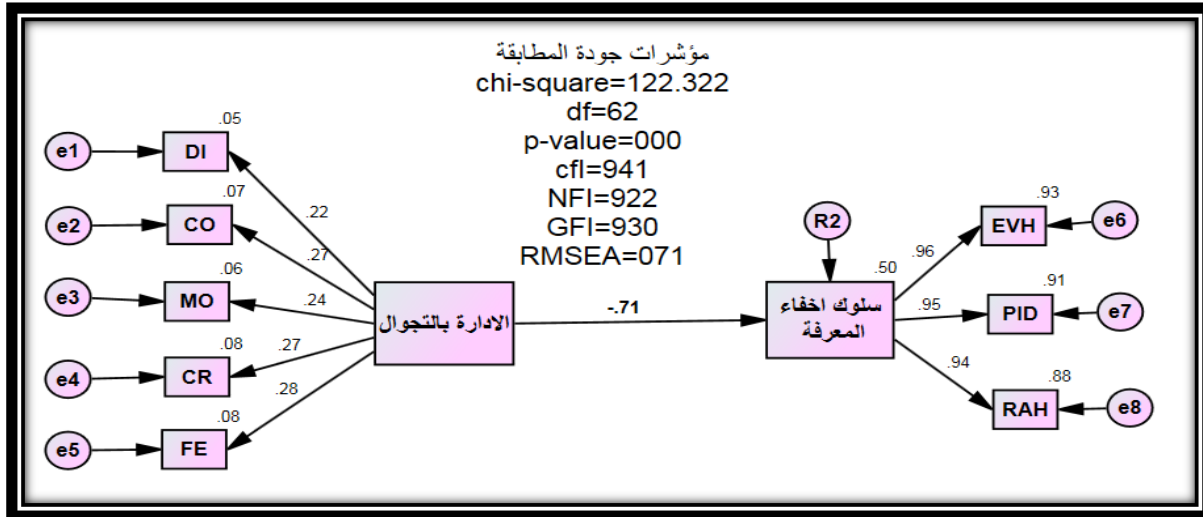 مؤشرات جودة المطابقة
chi-square=122.322
df=62
p-value=000
cfI=941
NFI=922
GFI=930
RMSEA=071
.05
e1
DI
.22
.07
e2
CO
.27
.06
e3
MO
.24
.08
e4
CR
.27
.08
e5
FE
.28
الادارة بالتجوال
-.71
R2
.50
سلوك اخفاء
المعرفة
.96
.93
EVH
e6
.95
.91
PID
e7
.94
.88
RAH
e8